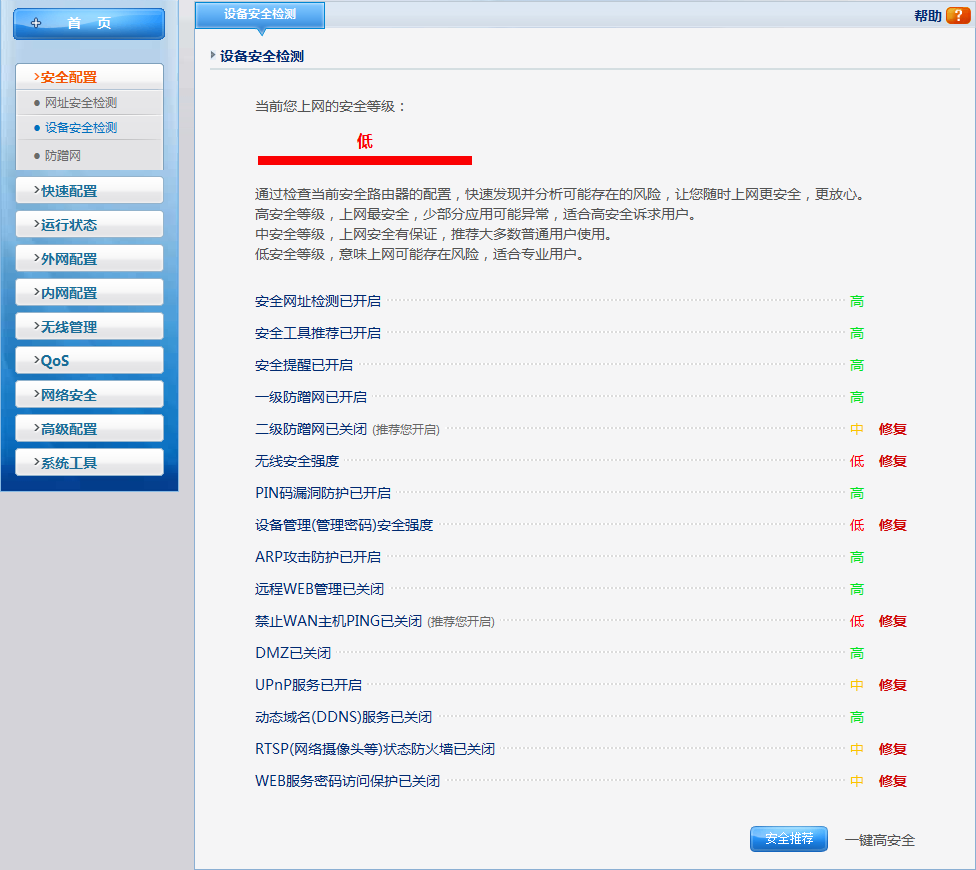 首 页
安全配置
网址安全检测
设备安全检测
防蹭网
快速配置
运行状态
外网配置
内网配置
无线管理
QoS
网络安全
高级配置
系统工具
设备安全检测
帮助 ?
设备安全检测
当前您上网的安全等级：
低
通过检查当前安全路由器的配置，快速发现并分析可能存在的风险，让您随时上网更安全，更放心。
高安全等级，上网最安全，少部分应用可能异常，适合高安全诉求用户。
中安全等级，上网安全有保证，推荐大多数普通用户使用。
低安全等级，意味上网可能存在风险，适合专业用户。
安全网址检测已开启 高
安全工具推荐已开启 高
安全提醒已开启 高
一级防蹭网已开启 高
二级防蹭网已关闭 (推荐您开启) 中 修复
无线安全强度 低 修复
PIN码漏洞防护已开启 高
设备管理(管理密码)安全强度 低 修复
ARP攻击防护已开启 高
远程WEB管理已关闭 高
禁止WAN主机PING已关闭 (推荐您开启) 低 修复
DMZ已关闭 高
UPnP服务已开启 中 修复
动态域名(DDNS)服务已关闭 高
RTSP(网络摄像头等)状态防火墙已关闭 中 修复
WEB服务密码访问保护已关闭 中 修复
安全推荐 一键高安全